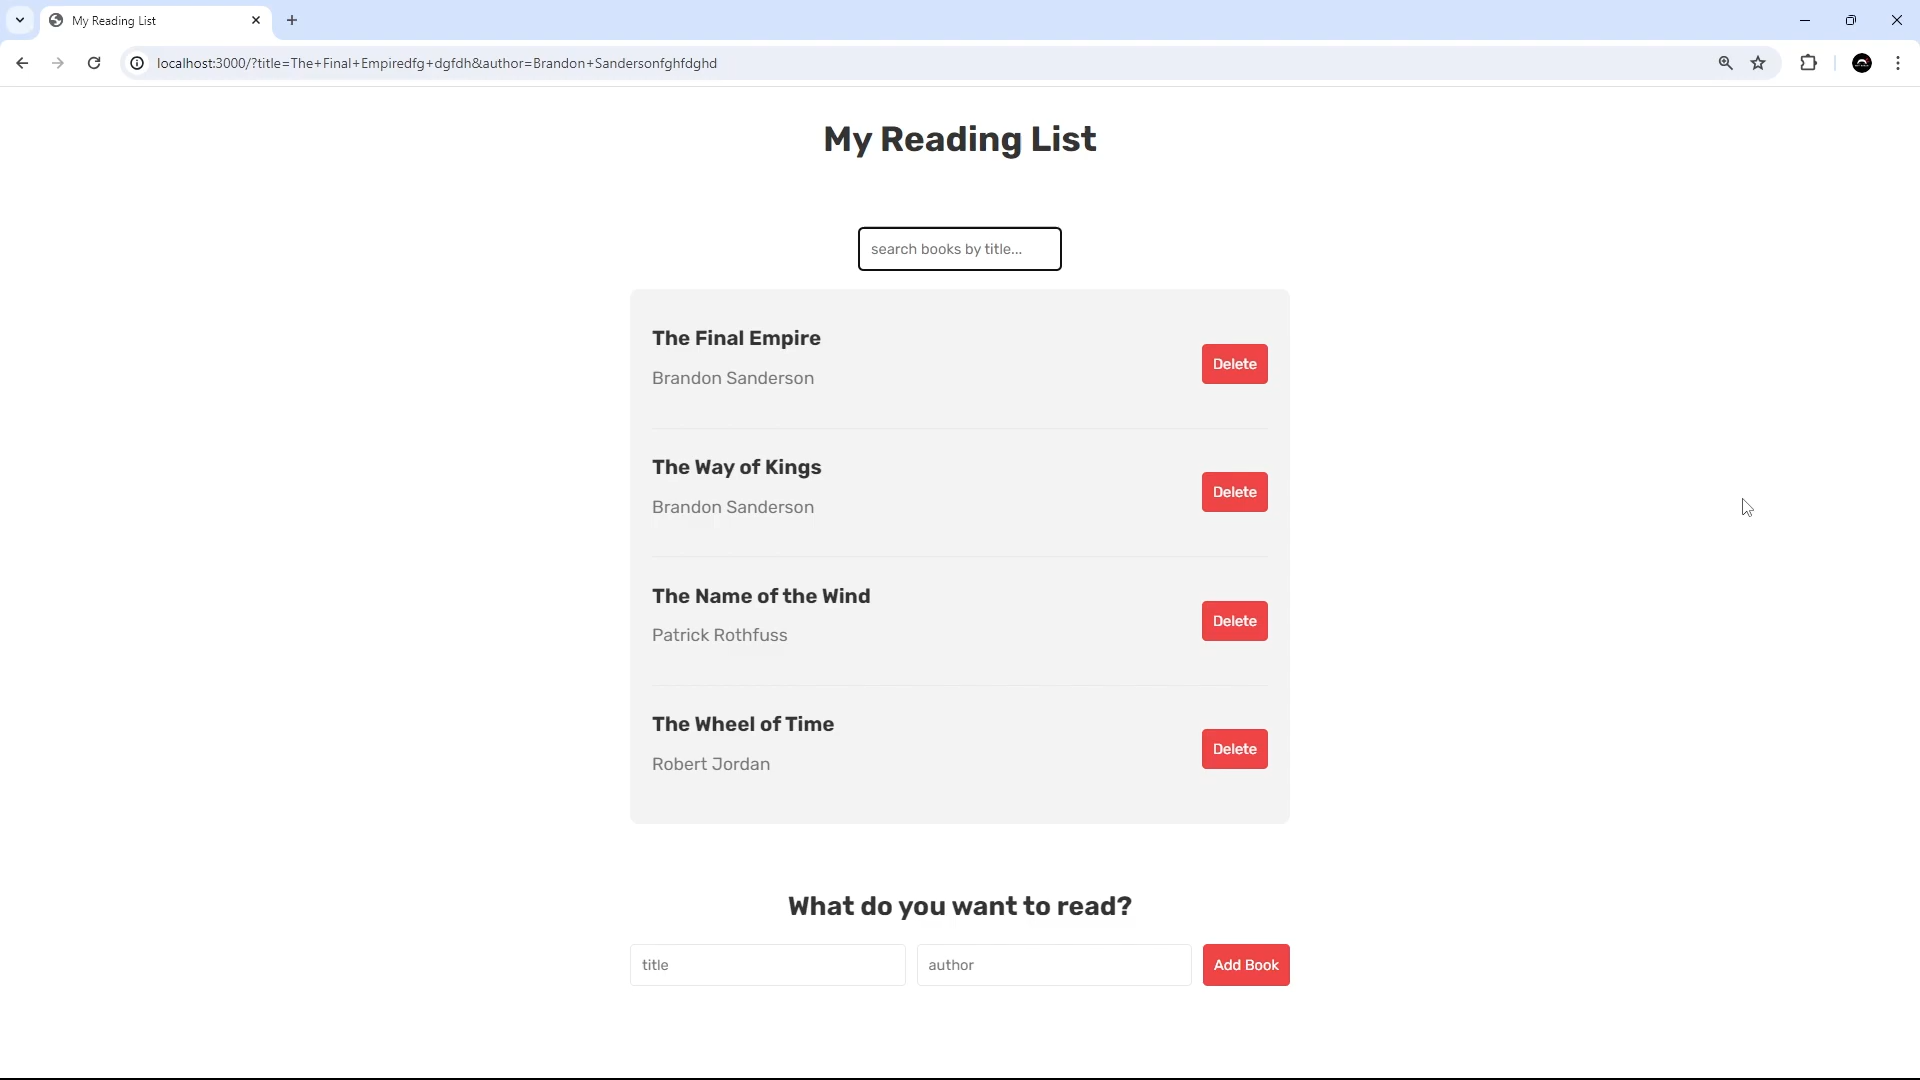 My Reading List
localhost:3000/?title=The+Final+Empiredfg+dgfdh&author=Brandon+Sandersonfghfdghd
My Reading List
search books by title...
The Final Empire
Brandon Sanderson
Delete
The Way of Kings
Brandon Sanderson
Delete
The Name of the Wind
Patrick Rothfuss
Delete
The Wheel of Time
Robert Jordan
Delete
What do you want to read?
title author Add Book